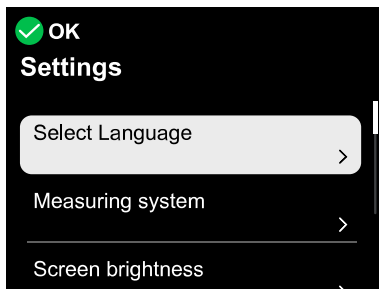 OK
Settings
Select Language
Measuring system
Screen brightness